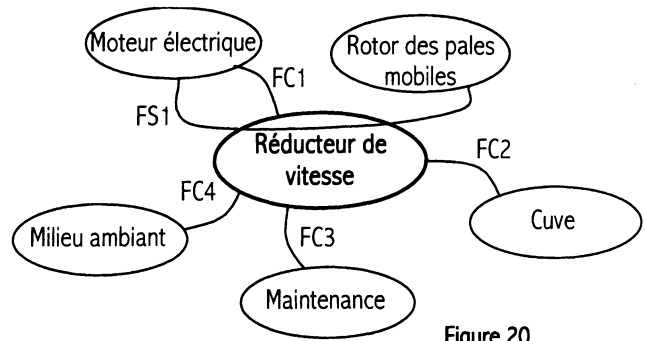 Moteur électrique
Rotor des pales
mobiles
FC1
FS1
Réducteur de
vitesse
FC2
FC4
Cuve
Milieu ambiant
FC3
Maintenance
Figure 20